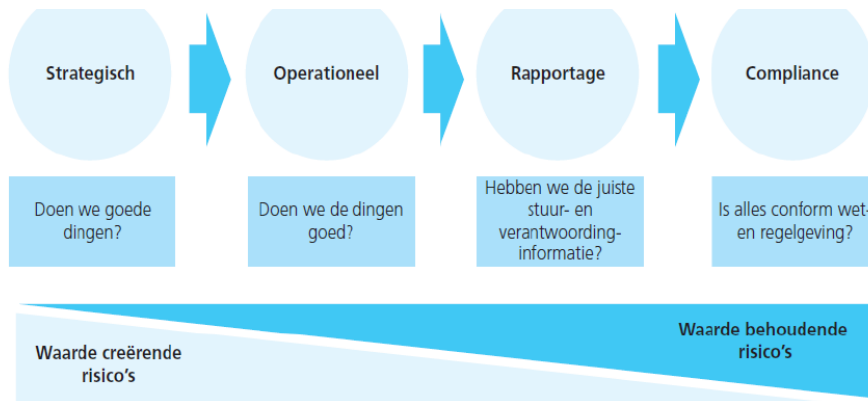 Strategisch
Operationeel
Rapportage
Compliance
Doen we goede
dingen?
Doen we de dingen
goed?
Hebben we de juiste
stuur- en
verantwoording-
informatie?
Is alles conform wet-
en regelgeving?
Waarde creërende
risico's
Waarde behoudende
risico's